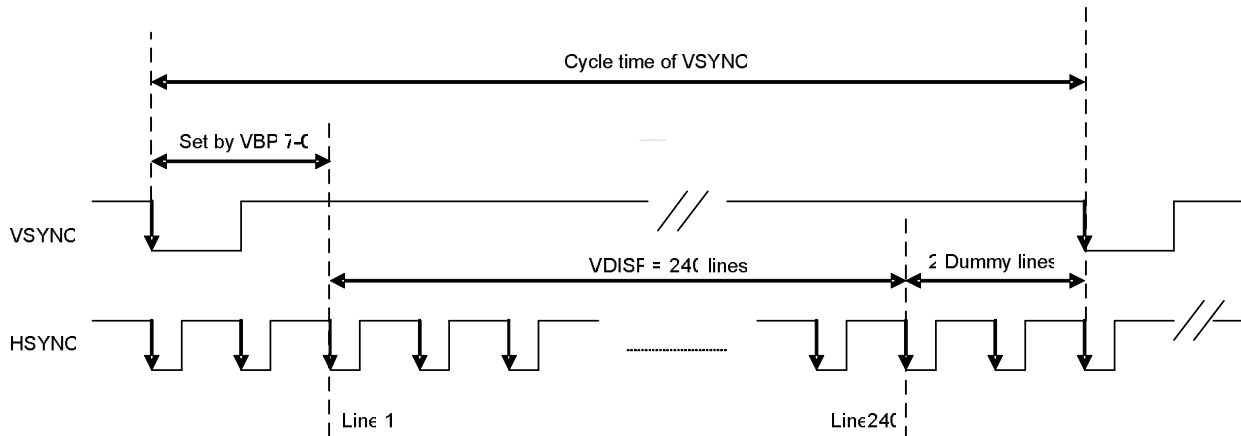 Cycle time of VSYNC
Set by VBP 7-0
VSYNC
VDISP = 240 lines
2 Dummy lines
HSYNC
Line 1
Line240